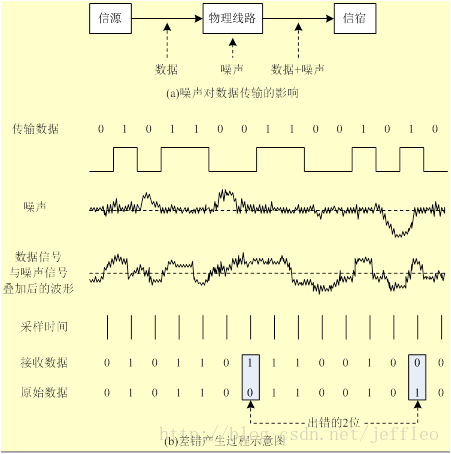 信源 物理线路 信宿
数据 噪声 数据+噪声
(a)噪声对数据传输的影响
传输数据 0 1 0 1 1 0 0 1 1 0 0 1 0 1 0
噪声
数据信号
与噪声信号
叠加后的波形
采样时间
接收数据 0 1 0 1 1 0 1 1 1 0 0 1 0 0 0
原始数据 0 1 0 1 1 0 0 1 1 0 0 1 0 1 0
出错的2位
http://blog.csdn.net/jeffleo
(b)差错产生过程示意图